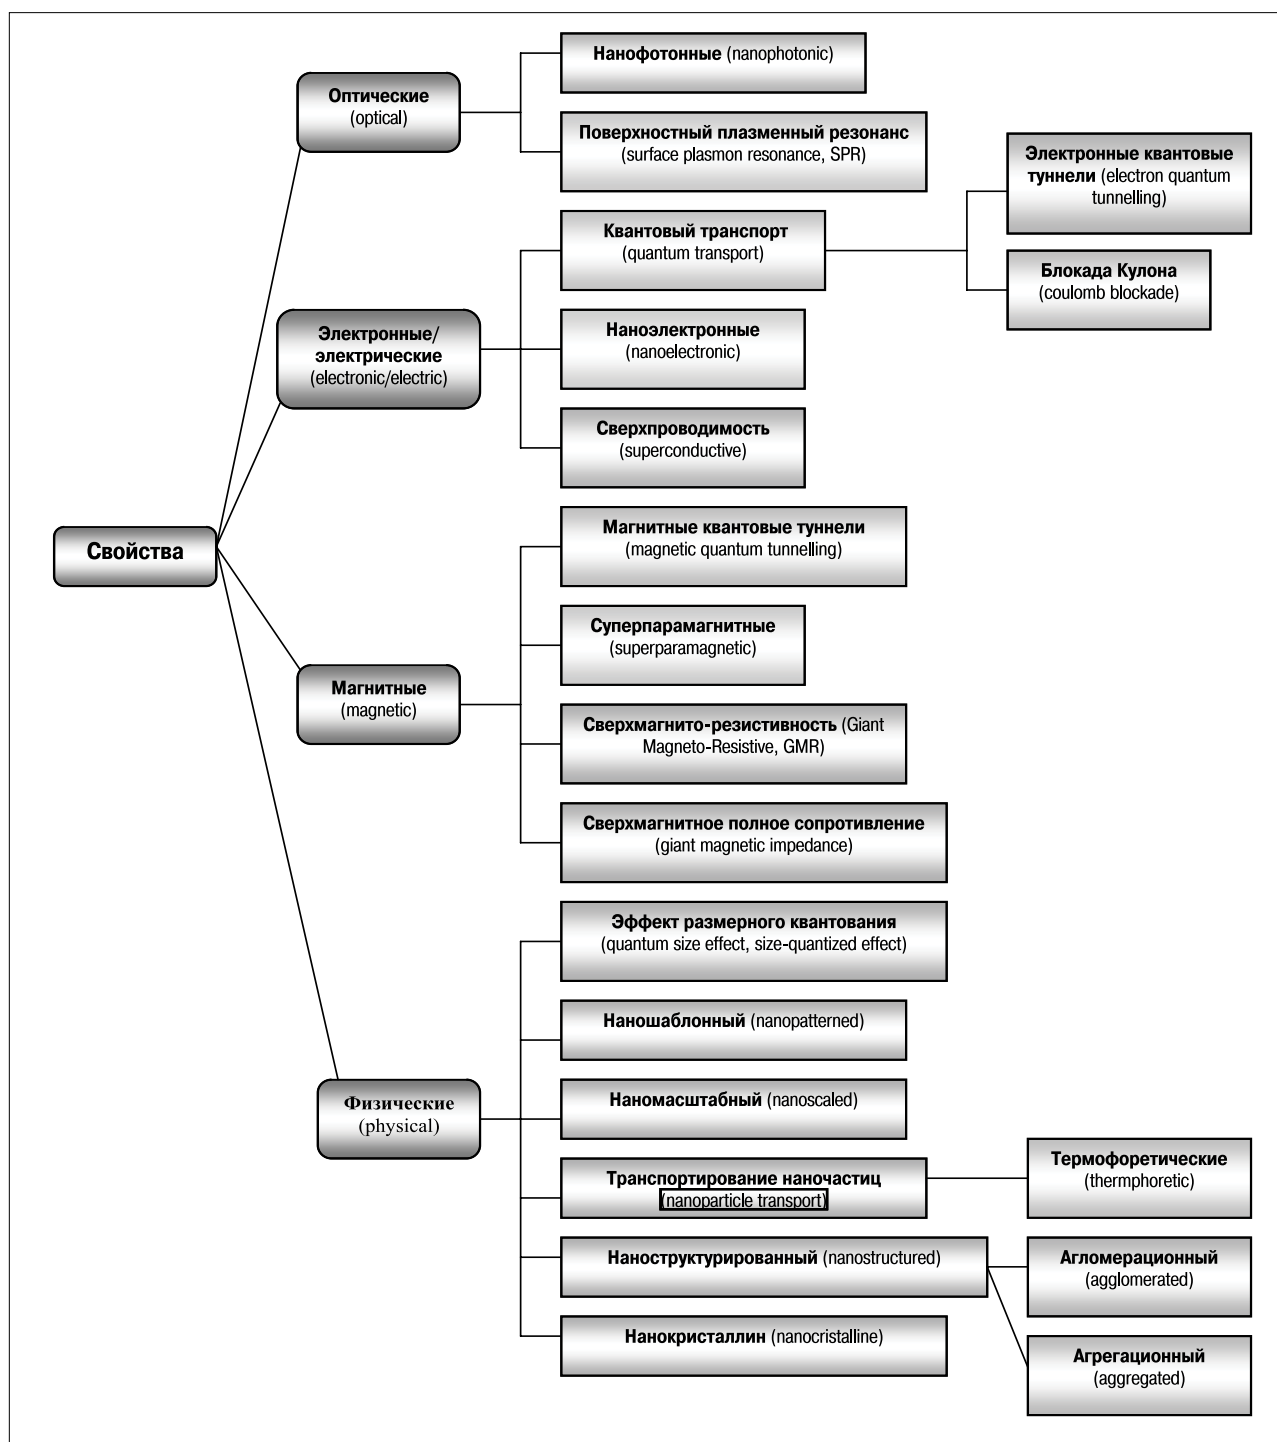 Нанофотонные (nanophotonic)
Оптические
(optical)
Поверхностный плазменный резонанс
(surface plasmon resonance, SPR)
Электронные квантовые
туннели (electron quantum
tunnelling)
Квантовый транспорт
(quantum transport)
Блокада Кулона
(coulomb blockade)
Электронные/
электрические
(electronic/electric)
Наноэлектронные
(nanoelectronic)
Сверхпроводимость
(superconductive)
Свойства
Магнитные квантовые туннели
(magnetic quantum tunnelling)
Суперпарамагнитные
(superparamagnetic)
Магнитные
(magnetic)
Сверхмагнито-резистивность (Giant
Magneto-Resistive, GMR)
Сверхмагнитное полное сопротивление
(giant magnetic impedance)
Эффект размерного квантования
(quantum size effect, size-quantized effect)
Наношаблонный (nanopatterned)
Физические
(physical)
Наномасштабный (nanoscaled)
Транспортирование наночастиц
(nanoparticle transport)
Термофоретические
(thermphoretic)
Наноструктурированный (nanostructured)
Агломерационный
(agglomerated)
Нанокристаллин (nanocristalline)
Агрегационный
(aggregated)